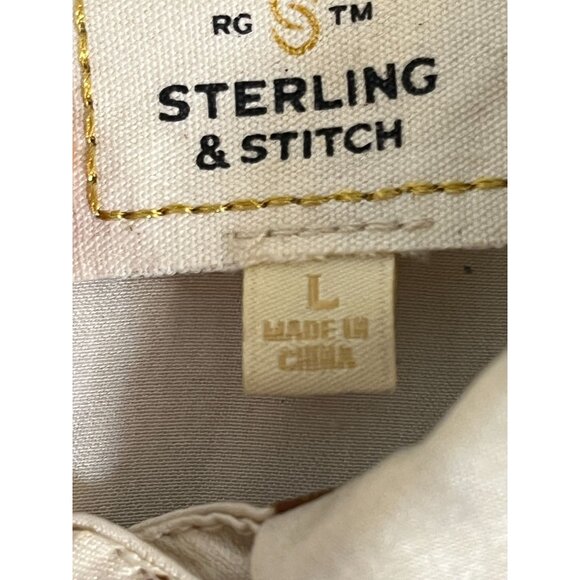 RG S TM
STERLING
& STITCH
L
MADE IN
CHINA